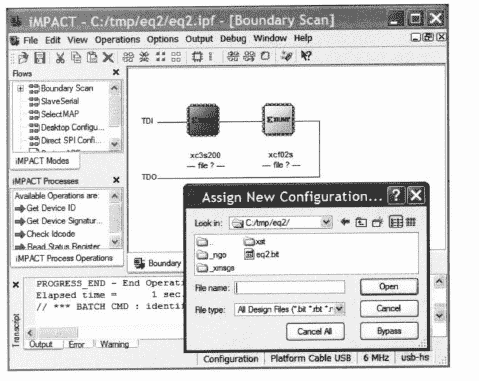 iMPACT - C:/tmp/eq2/eq2.ipf - [Boundary Scan]
File Edit View Operations Options Output Debug Window Help
Flows
Boundary Scan
SlaveSerial
SelectMAP
Desktop Configu...
Direct SPI Confi...
iMPACT Modes
iMPACT Processes
Available Operations are:
Get Device ID
Get Device Signatur...
Check Idcode
Read Status Register
iMPACT Process Operations
TDI
TDO
xc3s200
--- file ? ---
xcf02s
--- file ? ---
Boundary
Assign New Configuration...
Look in: C:/tmp/eq2/
..
_ngo
_xmsgs
xst
eq2.bit
File name:
Open
File type: All Design Files (*.bit *.rbt *.r
Cancel
Cancel All
Bypass
PROGRESS_END - End Operati
Elapsed time = 1 sec.
// *** BATCH CMD : identif
Transcript
Output Error Warning
Configuration Platform Cable USB 6 MHz usb-hs